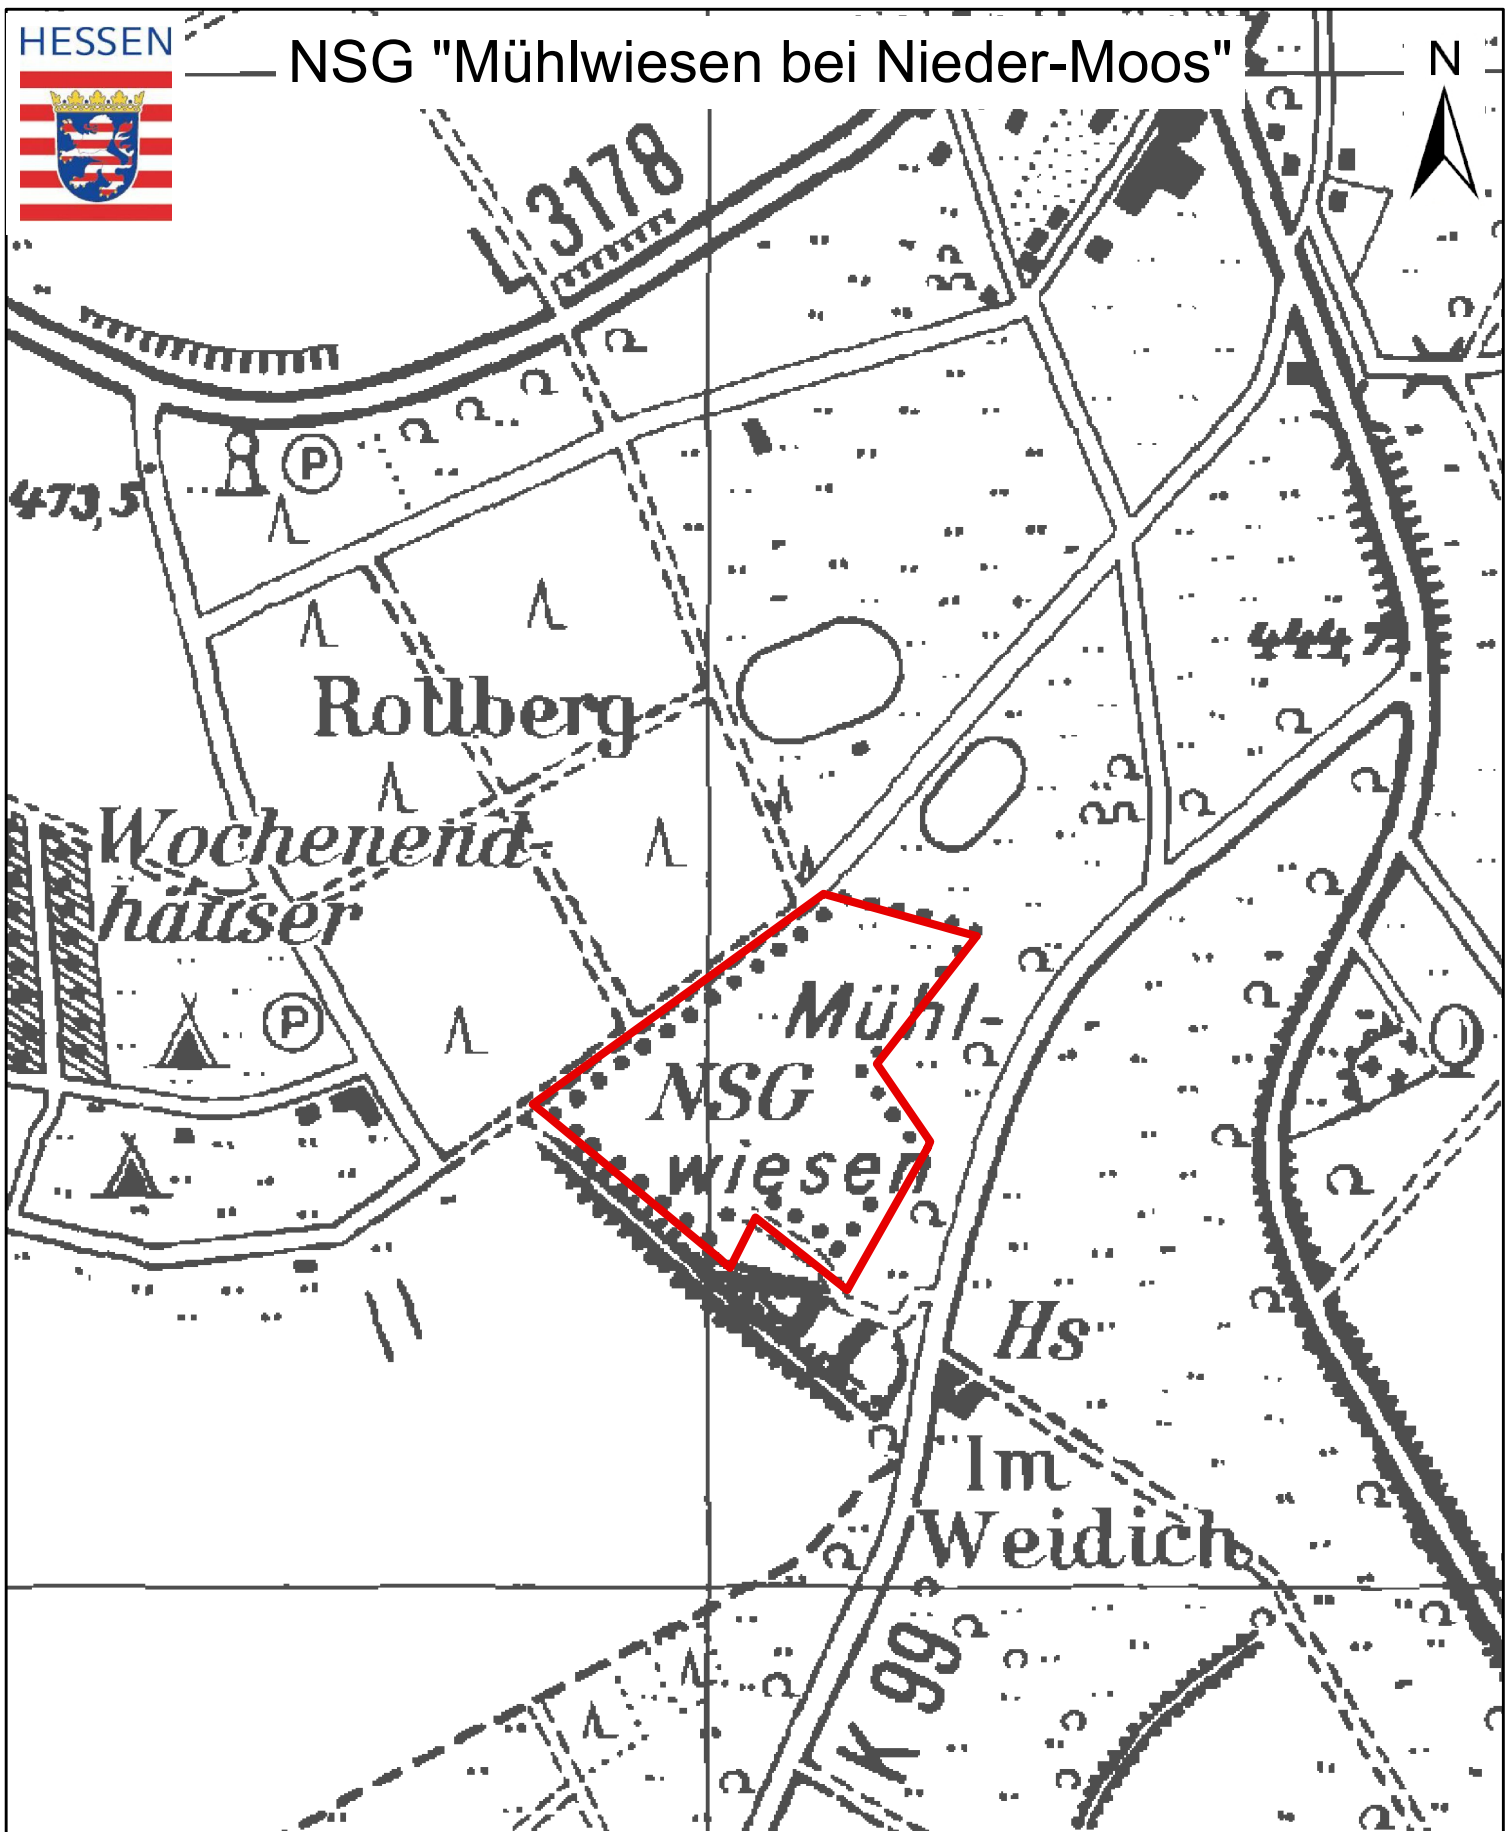 HESSEN
NSG "Mühlwiesen bei Nieder-Moos"
N
L 3178
P
473,5
444,7
Rollberg
Wochenend-
häuser
P
Mühl-
NSG
wiesen
Hs
Im
Weidich
K 99